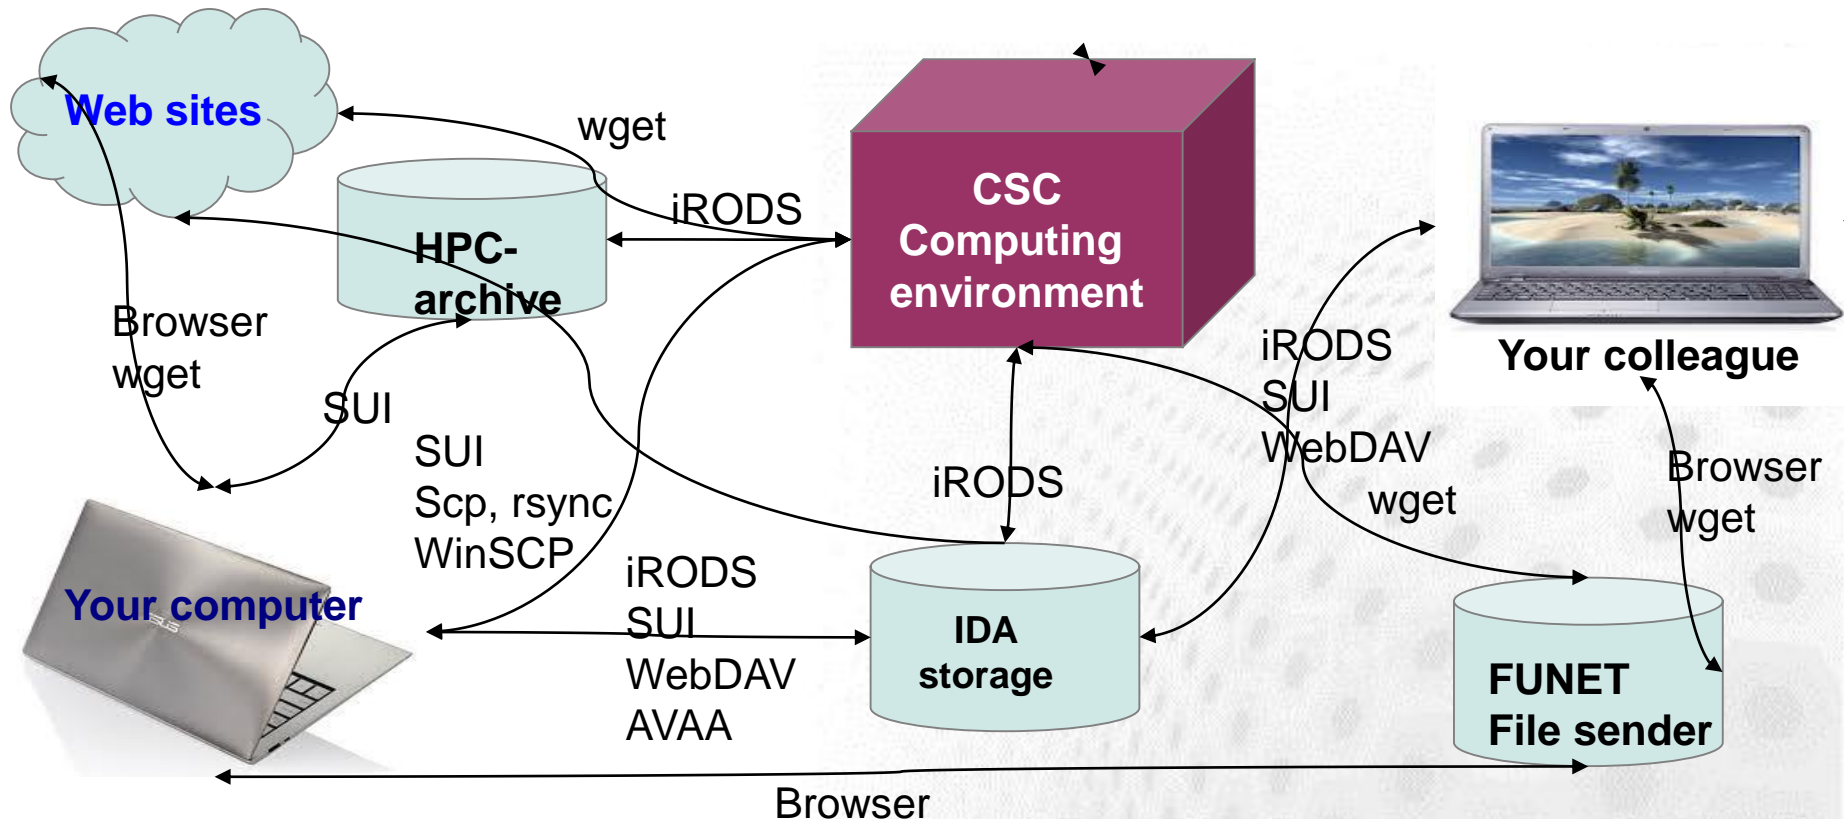 Web sites
wget
HPC-
archive
iRODS
CSC
Computing
environment
Your colleague
Browser
wget
SUI
SUI
Scp, rsync
WinSCP
iRODS
SUI
WebDAV
wget
Browser
wget
iRODS
Your computer
ASUS
iRODS
SUI
WebDAV
AVAA
IDA
storage
FUNET
File sender
Browser